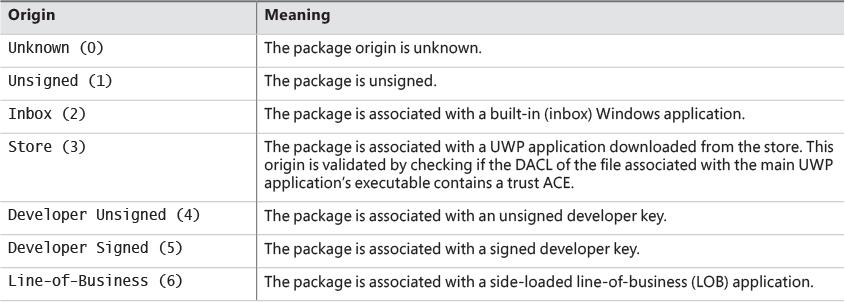 Origin Meaning
Unknown (0) The package origin is unknown.
Unsigned (1) The package is unsigned.
Inbox (2) The package is associated with a built-in (inbox) Windows application.
Store (3) The package is associated with a UWP application downloaded from the store. This
origin is validated by checking if the DACL of the file associated with the main UWP
application’s executable contains a trust ACE.
Developer Unsigned (4) The package is associated with an unsigned developer key.
Developer Signed (5) The package is associated with a signed developer key.
Line-of-Business (6) The package is associated with a side-loaded line-of-business (LOB) application.